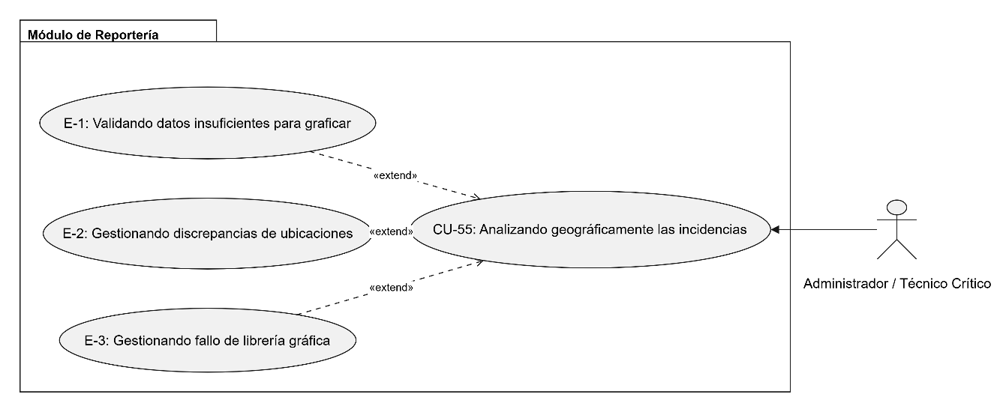 Módulo de Reportería
E-1: Validando datos insuficientes para graficar
«extend»
E-2: Gestionando discrepancias de ubicaciones
«extend»
CU-55: Analizando geográficamente las incidencias
Administrador / Técnico Crítico
«extend»
E-3: Gestionando fallo de librería gráfica